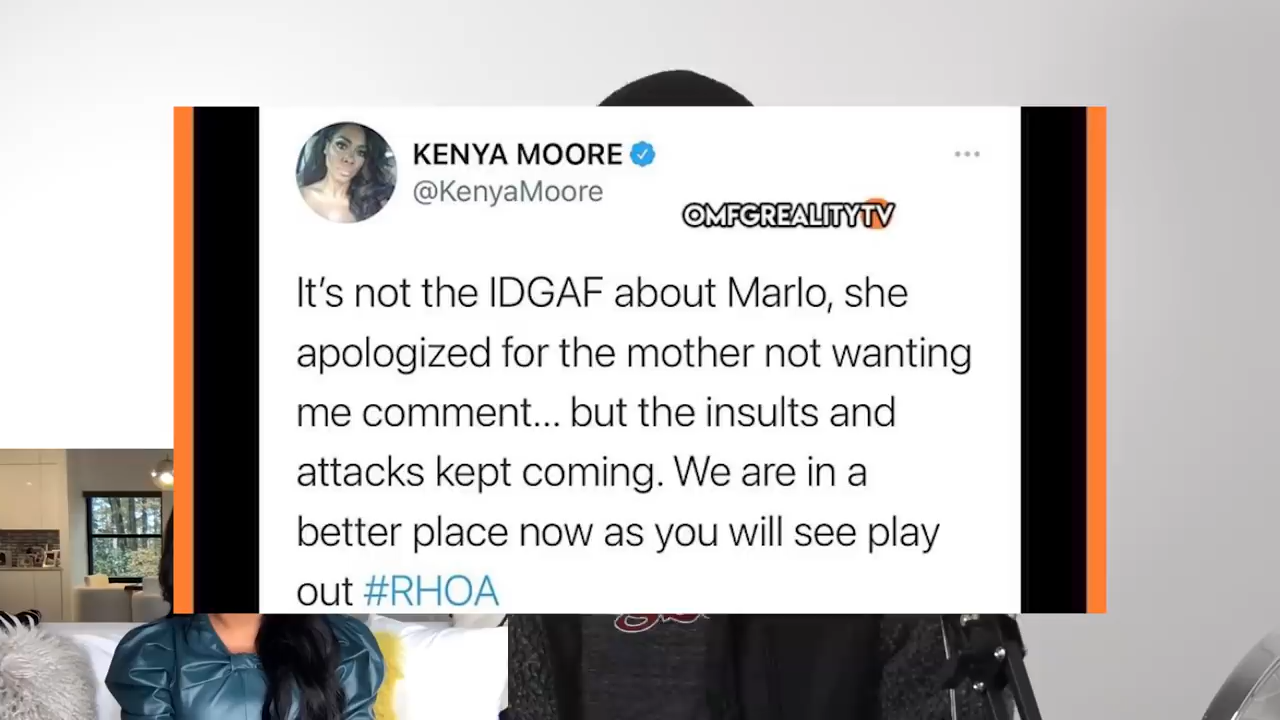 KENYA MOORE
@KenyaMoore
OMFGREALITYTV
It’s not the IDGAF about Marlo, she
apologized for the mother not wanting
me comment... but the insults and
attacks kept coming. We are in a
better place now as you will see play
out #RHOA